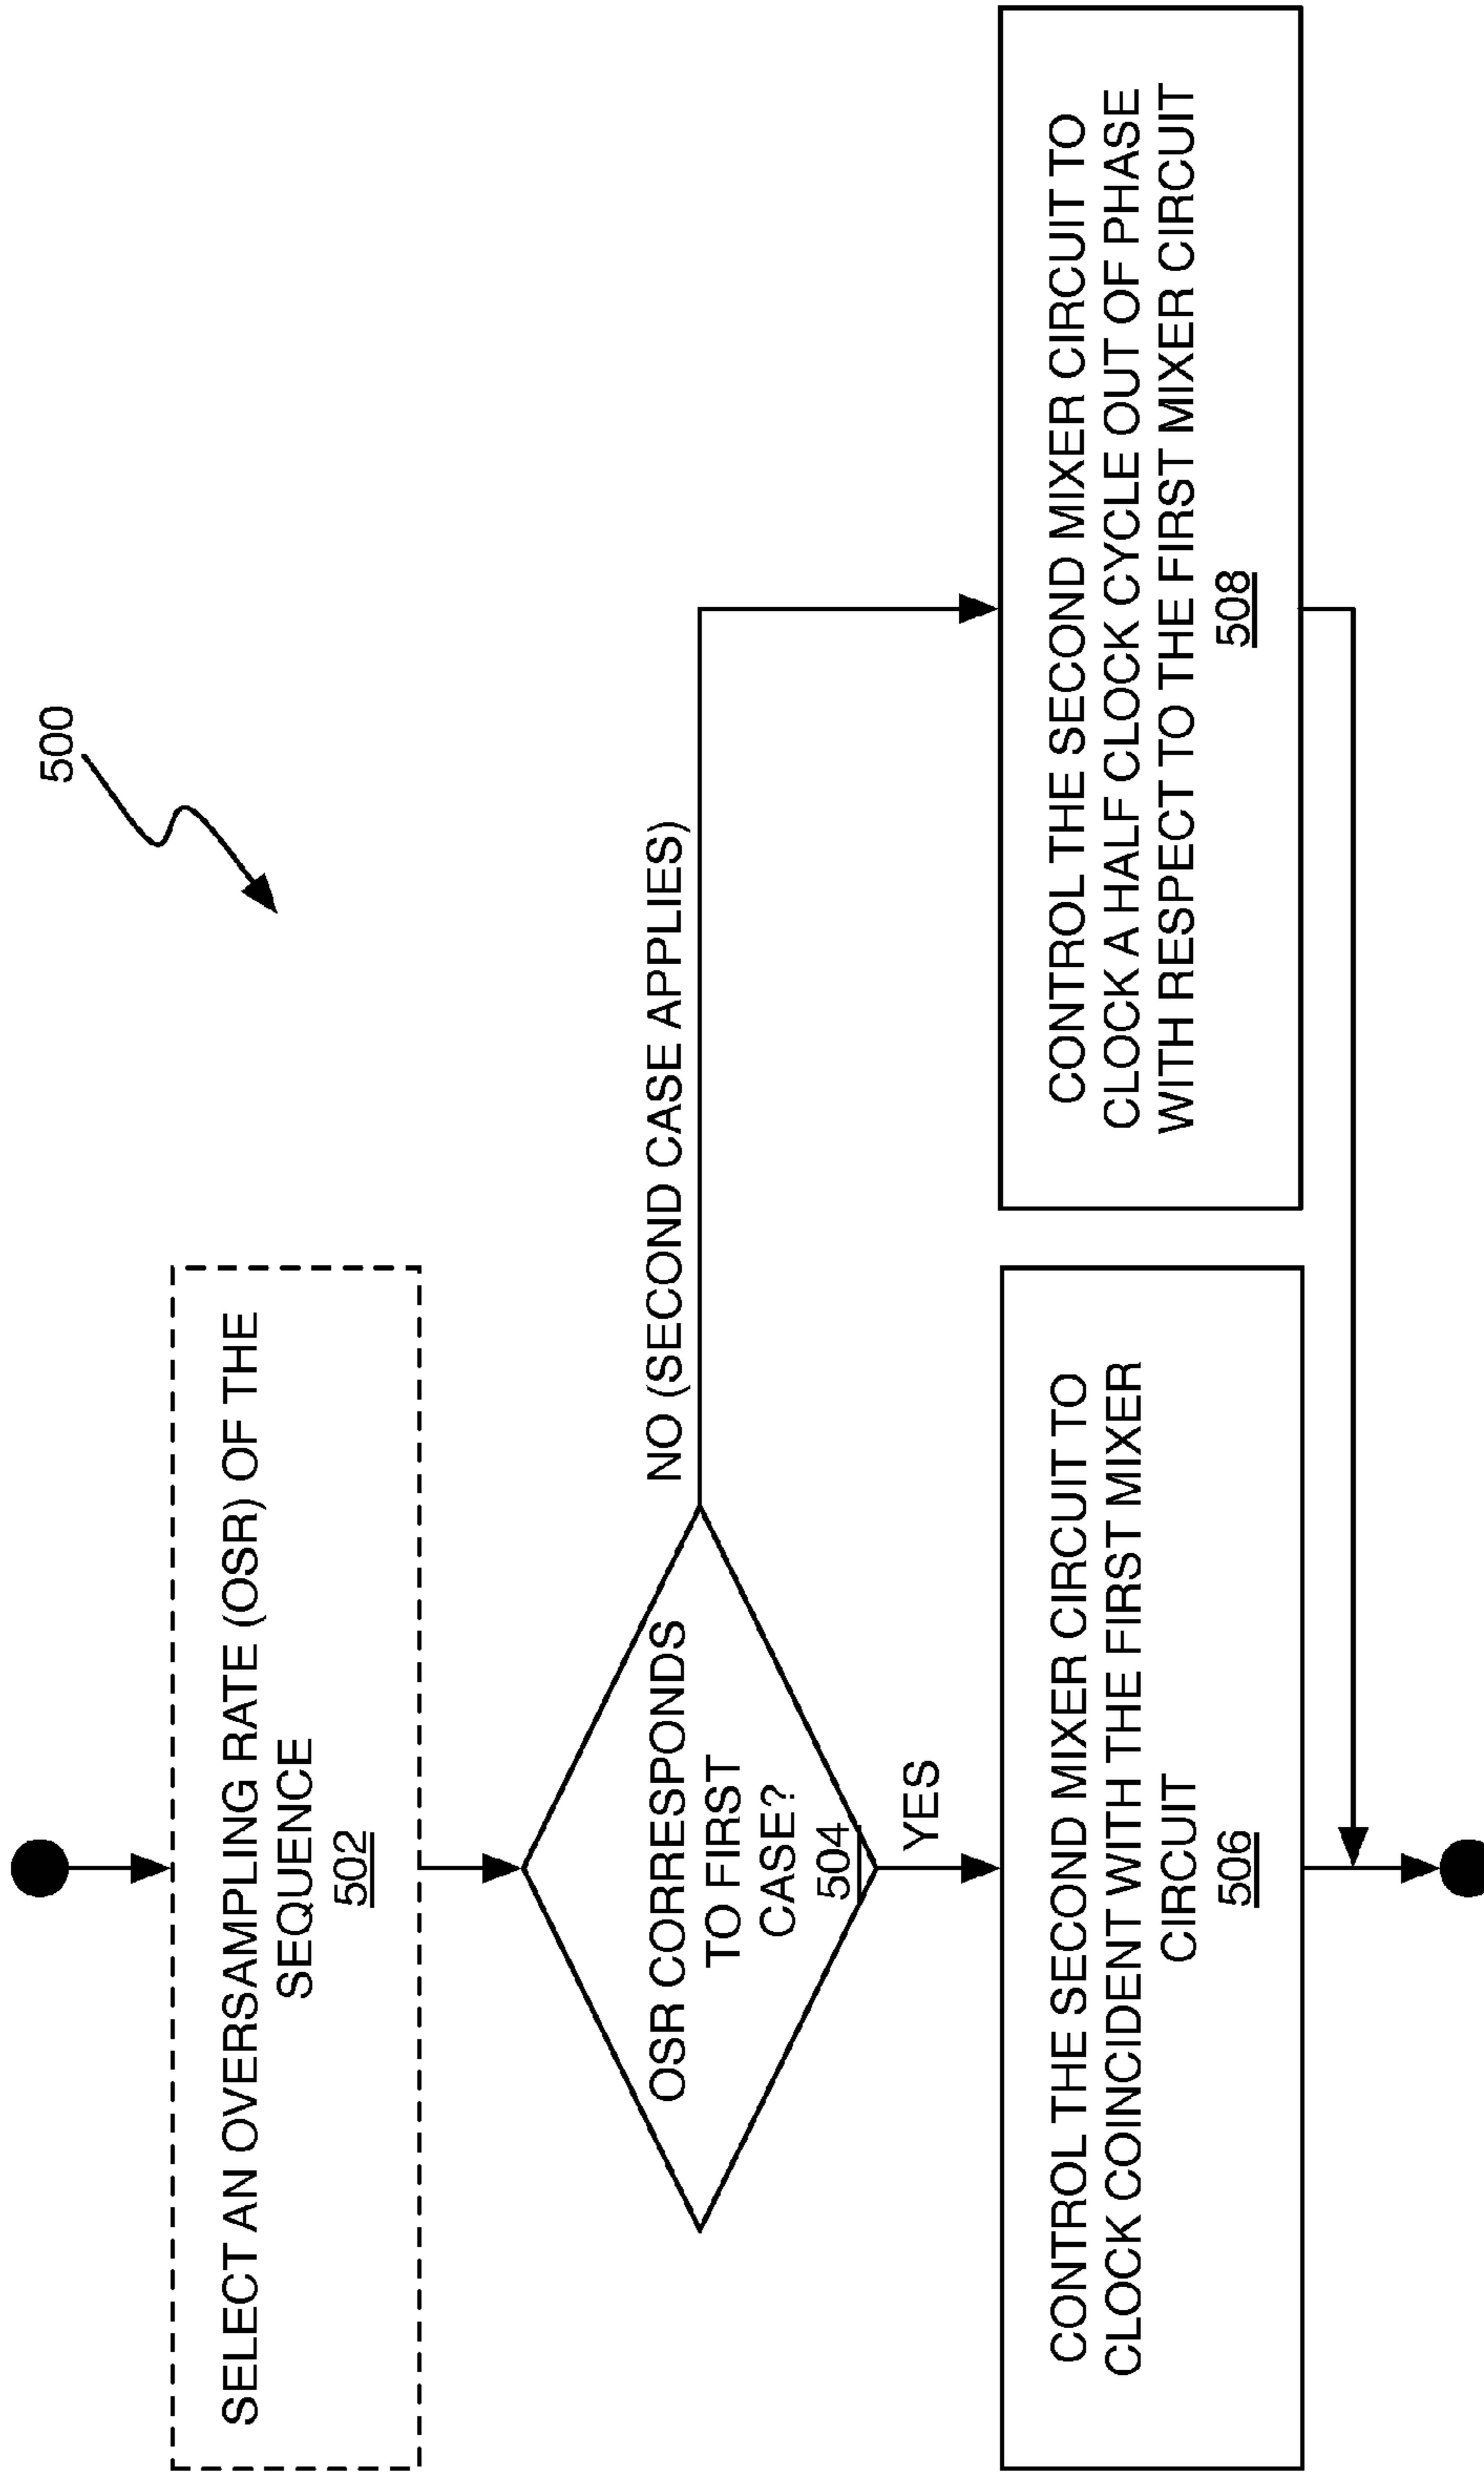 500
SELECT AN OVERSAMPLING RATE (OSR) OF THE
SEQUENCE
502
OSR CORRESPONDS
TO FIRST
CASE?
504
NO (SECOND CASE APPLIES)
YES
CONTROL THE SECOND MIXER CIRCUIT TO
CLOCK COINCIDENT WITH THE FIRST MIXER
CIRCUIT
506
CONTROL THE SECOND MIXER CIRCUIT TO
CLOCK A HALF CLOCK CYCLE OUT OF PHASE
WITH RESPECT TO THE FIRST MIXER CIRCUIT
508